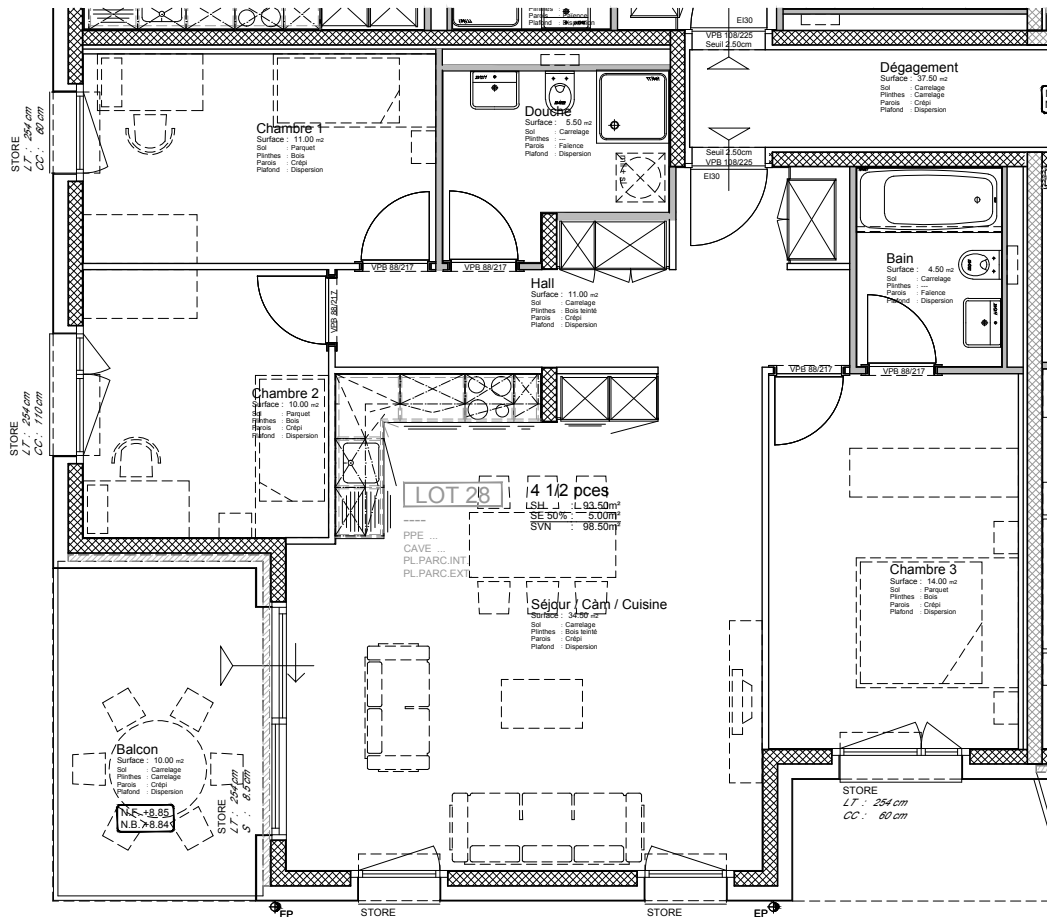 EI30
VPB 108/225
Seuil 2.50cm
Parois : Faïence
Plafond : Dispersion
Dégagement
Surface : 37.50 m2
Sol : Carrelage
Plinthes : Carrelage
Parois : Crépi
Plafond : Dispersion
STORE
LT : 254 cm
CC : 60 cm
Chambre 1
Surface : 11.00 m2
Sol : Parquet
Plinthes : Bois
Parois : Crépi
Plafond : Dispersion
Douche
Surface : 5.50 m2
Sol : Carrelage
Plinthes : ---
Parois : Faïence
Plafond : Dispersion
Seuil 2.50cm
VPB 108/225
EI30
VPB 88/217
VPB 88/217
VPB 88/217
Hall
Surface : 11.00 m2
Sol : Carrelage
Plinthes : Bois teinté
Parois : Crépi
Plafond : Dispersion
Bain
Surface : 4.50 m2
Sol : Carrelage
Plinthes : ---
Parois : Faïence
Plafond : Dispersion
VPB 88/217
VPB 88/217
STORE
LT : 254 cm
CC : 110 cm
Chambre 2
Surface : 10.00 m2
Sol : Parquet
Plinthes : Bois
Parois : Crépi
Plafond : Dispersion
LOT 28
----
PPE ...
CAVE ...
PL.PARC.INT.
PL.PARC.EXT
4 1/2 pces
SH : 93.50m²
SE 50% : 5.00m²
SVN : 98.50m²
Séjour / Càm / Cuisine
Surface : 34.50 m2
Sol : Carrelage
Plinthes : Bois teinté
Parois : Crépi
Plafond : Dispersion
Chambre 3
Surface : 14.00 m2
Sol : Parquet
Plinthes : Bois
Parois : Crépi
Plafond : Dispersion
Balcon
Surface : 10.00 m2
Sol : Carrelage
Plinthes : Carrelage
Parois : Crépi
Plafond : Dispersion
N.F. +8.85
N.B. +8.84
STORE
LT : 254 cm
S : 8.5 cm
STORE
LT : 254 cm
CC : 60 cm
EP
STORE
STORE
EP